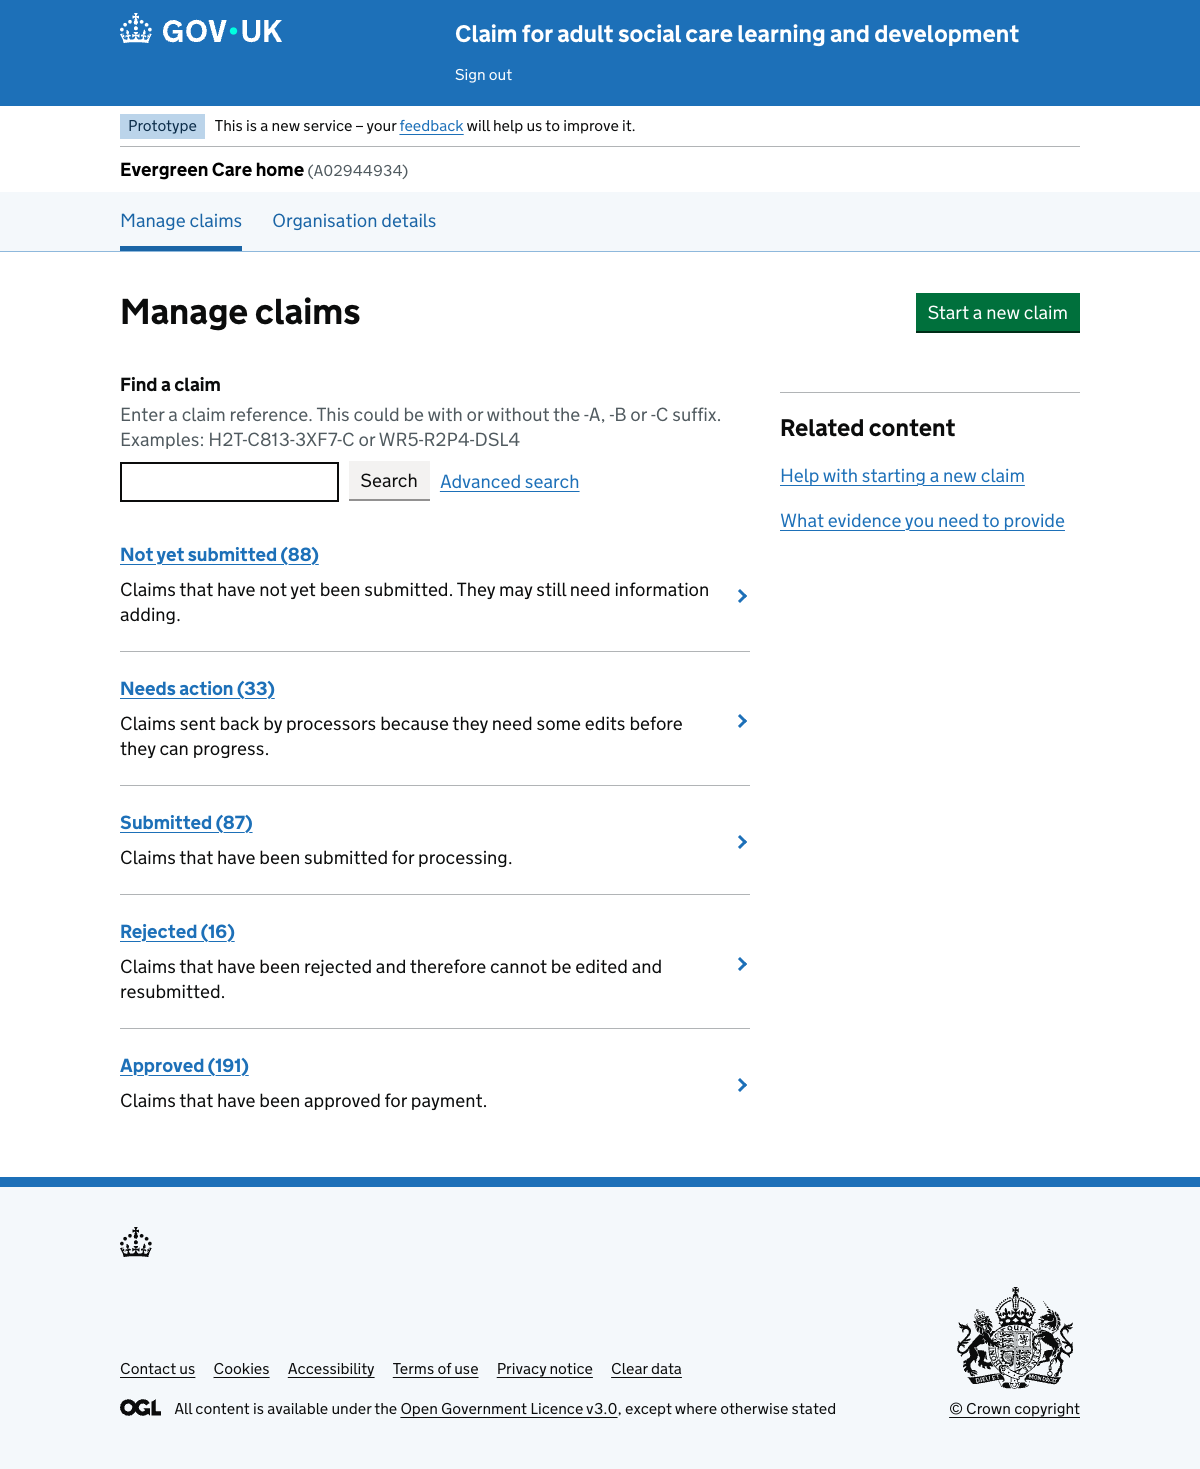 GOV·UK
Claim for adult social care learning and development
Sign out
Prototype This is a new service – your feedback will help us to improve it.
Evergreen Care home (A02944934)
Manage claims Organisation details
Manage claims
Start a new claim
Find a claim
Enter a claim reference. This could be with or without the -A, -B or -C suffix.
Examples: H2T-C813-3XF7-C or WR5-R2P4-DSL4
Search Advanced search
Not yet submitted (88)
Claims that have not yet been submitted. They may still need information
adding.
Needs action (33)
Claims sent back by processors because they need some edits before
they can progress.
Submitted (87)
Claims that have been submitted for processing.
Rejected (16)
Claims that have been rejected and therefore cannot be edited and
resubmitted.
Approved (191)
Claims that have been approved for payment.
Related content
Help with starting a new claim
What evidence you need to provide
Contact us Cookies Accessibility Terms of use Privacy notice Clear data
OGL All content is available under the Open Government Licence v3.0, except where otherwise stated
© Crown copyright